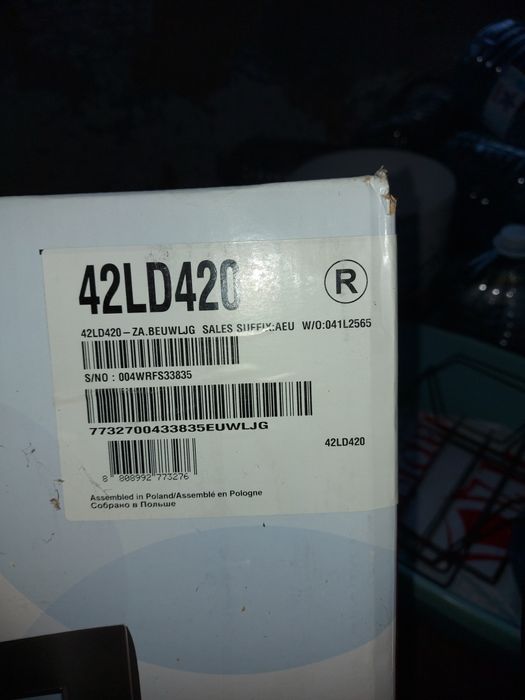 42LD420
R
42LD420-ZA.BEUWLJG SALES SUFFIX:AEU W/O:041L2565
S/NO : 004WRFS33835
7732700433835EUWLJG
42LD420
8 808992 773276
Assembled in Poland/Assemblé en Pologne
Собрано в Польше